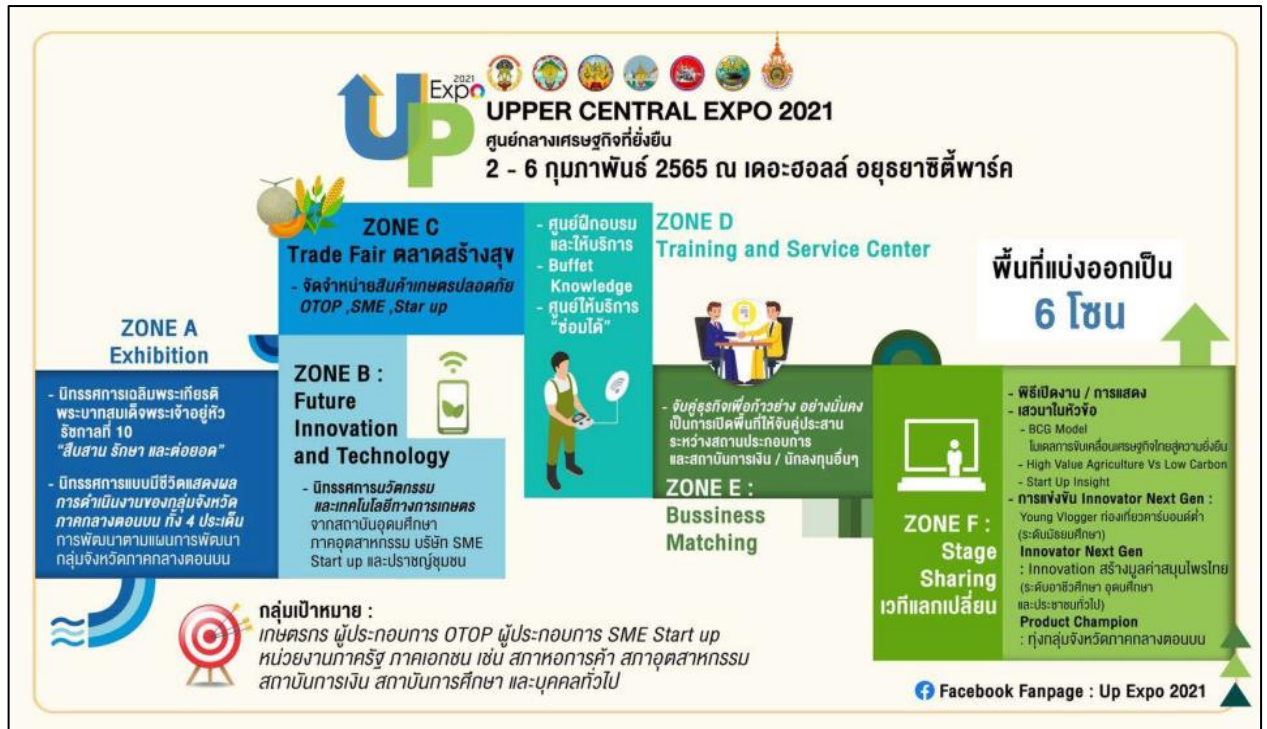 2021
Expo
UP
UPPER CENTRAL EXPO 2021
ศูนย์กลางเศรษฐกิจที่ยั่งยืน
2 - 6 กุมภาพันธ์ 2565 ณ เดอะฮอลล์ อยุธยาซิตี้พาร์ค
พื้นที่แบ่งออกเป็น
6 โซน
ZONE A
Exhibition
- นิทรรศการเฉลิมพระเกียรติ
พระบาทสมเด็จพระเจ้าอยู่หัว
รัชกาลที่ 10
"สืบสาน รักษา และต่อยอด"
- นิทรรศการแบบมีชีวิตแสดงผล
การดำเนินงานของกลุ่มจังหวัด
ภาคกลางตอนบน ทั้ง 4 ประเด็น
การพัฒนาตามแผนการพัฒนา
กลุ่มจังหวัดภาคกลางตอนบน
ZONE B :
Future
Innovation
and Technology
- นิทรรศการนวัตกรรม
และเทคโนโลยีทางการเกษตร
จากสถาบันอุดมศึกษา
ภาคอุตสาหกรรม บริษัท SME
Start up และปราชญ์ชุมชน
ZONE C
Trade Fair ตลาดสร้างสุข
- จัดจำหน่ายสินค้าเกษตรปลอดภัย
OTOP ,SME ,Star up
ZONE D
Training and Service Center
- ศูนย์ฝึกอบรม
และให้บริการ
- Buffet
Knowledge
- ศูนย์ให้บริการ
"ซ่อมได้"
- จับคู่ธุรกิจเพื่อก้าวย่าง อย่างมั่นคง
เป็นการเปิดพื้นที่ให้จับคู่ประสาน
ระหว่างสถานประกอบการ
และสถาบันการเงิน / นักลงทุนอื่นๆ
ZONE E :
Bussiness
Matching
ZONE F :
Stage
Sharing
เวทีแลกเปลี่ยน
- พิธีเปิดงาน / การแสดง
- เสวนาในหัวข้อ
- BCG Model
โมเดลการขับเคลื่อนเศรษฐกิจไทยสู่ความยั่งยืน
- High Value Agriculture Vs Low Carbon
- Start Up Insight
- การแข่งขัน Innovator Next Gen :
Young Vlogger ท่องเที่ยวคาร์บอนต่ำ
(ระดับมัธยมศึกษา)
Innovator Next Gen
: Innovation สร้างมูลค่าสมุนไพรไทย
(ระดับอาชีวศึกษา อุดมศึกษา
และประชาชนทั่วไป)
Product Champion
: ทุ่งกลุ่มจังหวัดภาคกลางตอนบน
กลุ่มเป้าหมาย :
เกษตรกร ผู้ประกอบการ OTOP ผู้ประกอบการ SME Start up
หน่วยงานภาครัฐ ภาคเอกชน เช่น สภาหอการค้า สภาอุตสาหกรรม
สถาบันการเงิน สถาบันการศึกษา และบุคคลทั่วไป
Facebook Fanpage : Up Expo 2021